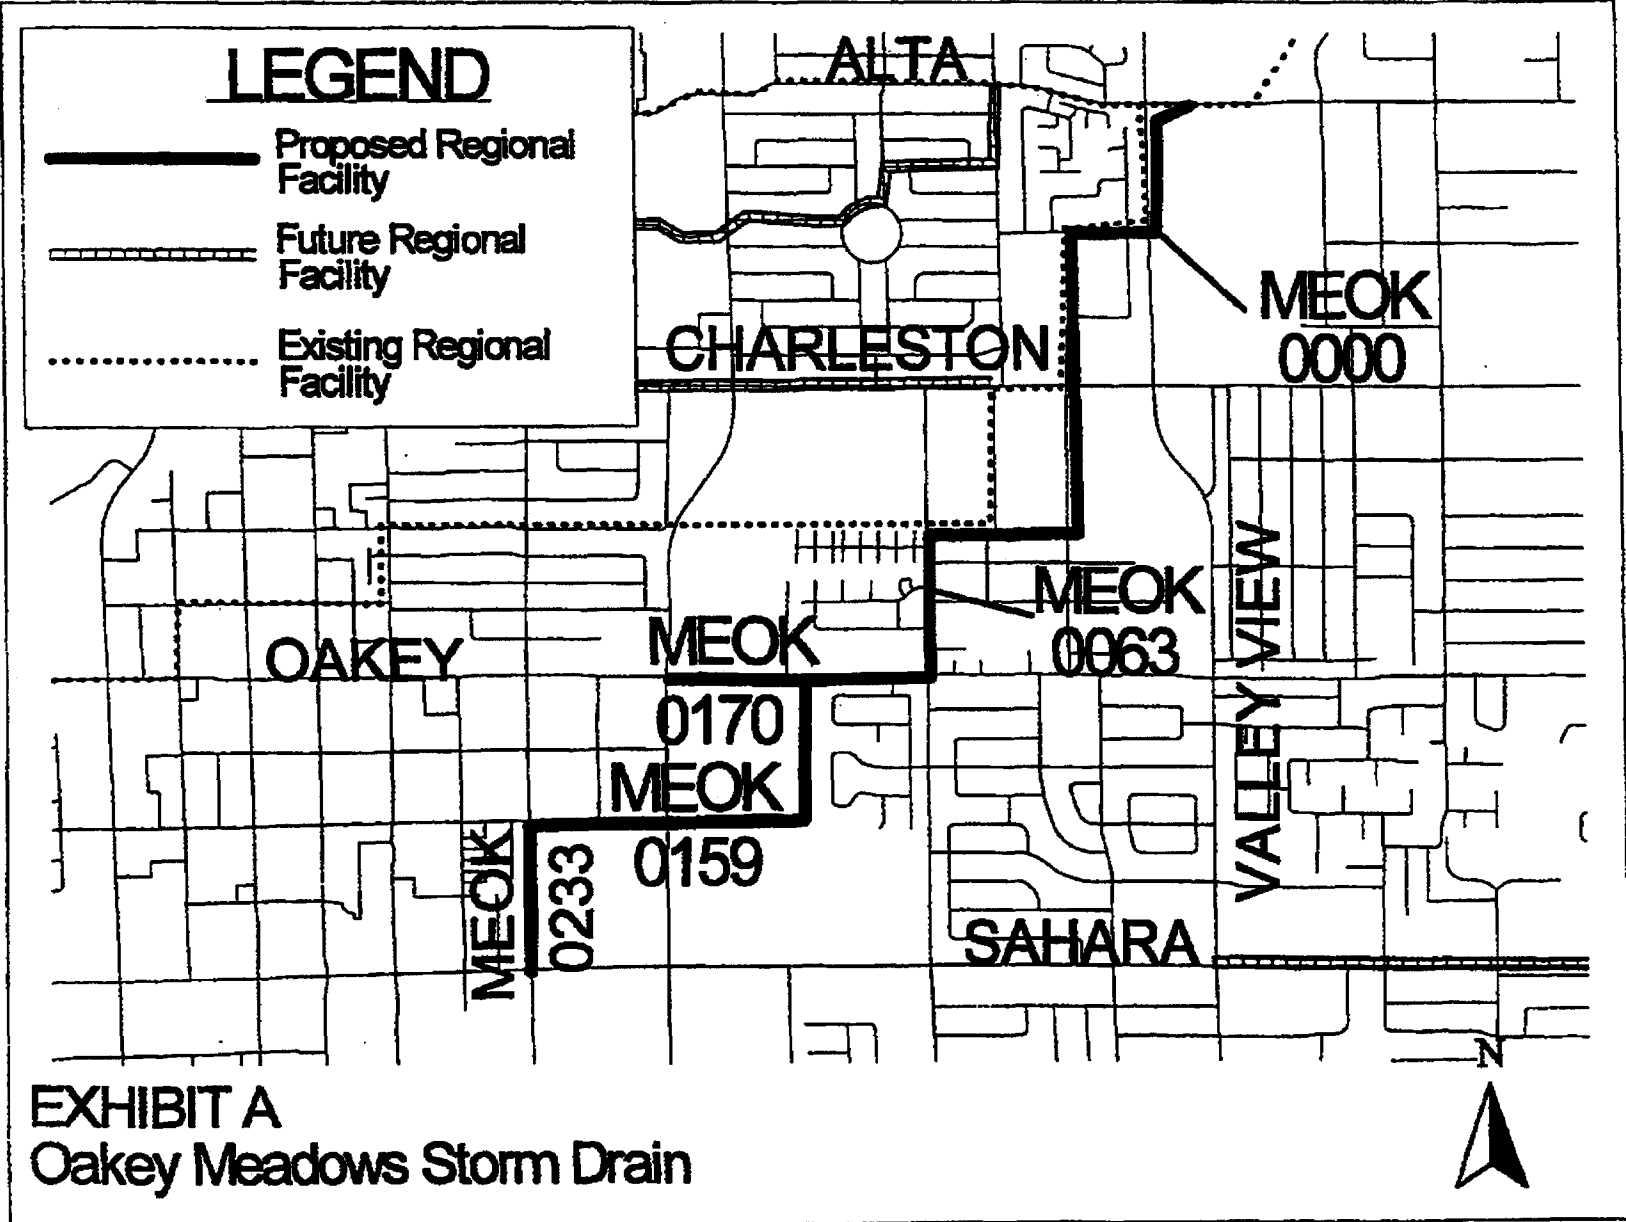 LEGEND
Proposed Regional
Facility
Future Regional
Facility
Existing Regional
Facility
ALTA
MEOK
0000
CHARLESTON
MEOK
0063
VALLEY VIEW
OAKEY
MEOK
0170
MEOK
0159
MEOK
0233
SAHARA
N
EXHIBIT A
Oakey Meadows Storm Drain